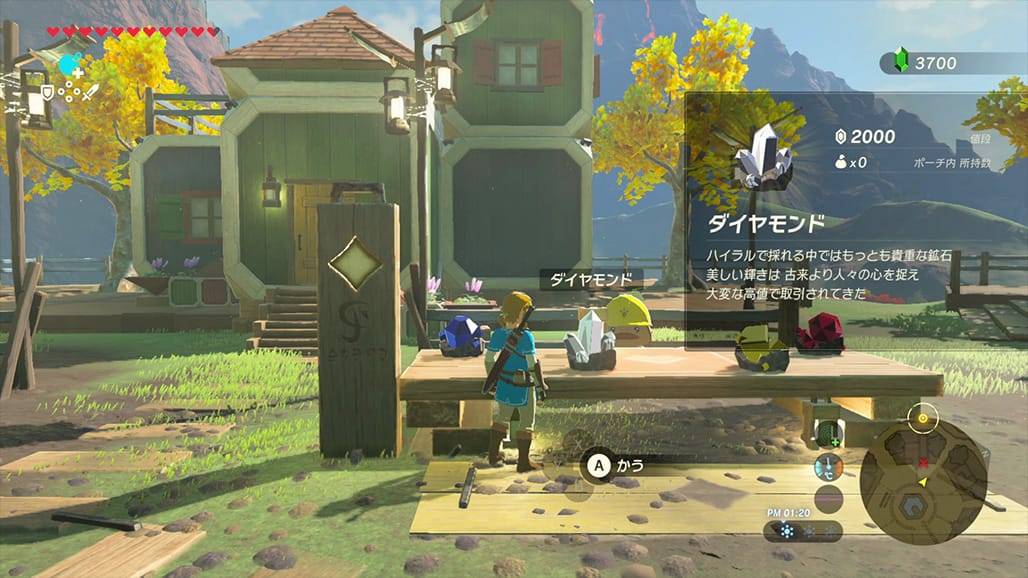 3700
2000
値段
x0
ポーチ内 所持数
ダイヤモンド
ハイラルで採れる中ではもっとも貴重な鉱石
美しい輝きは 古来より人々の心を捉え
大変な高値で取引されてきた
ダイヤモンド
A かう
PM 01:20